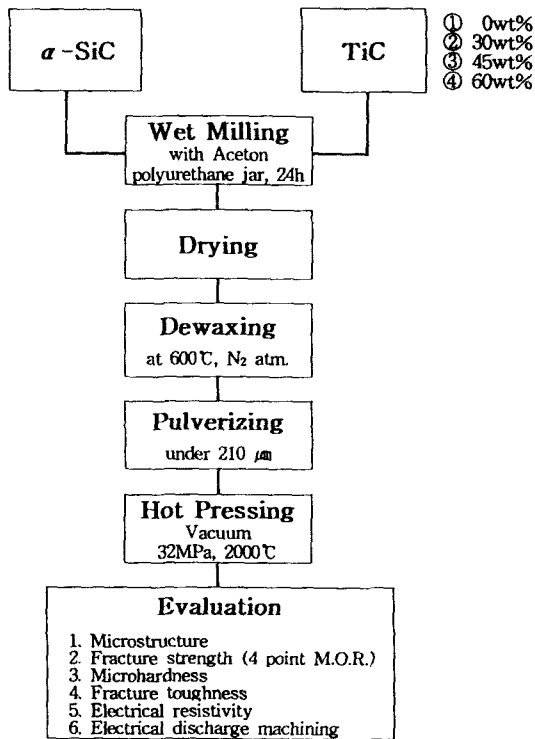 α-SiC
TiC
① 0wt%
② 30wt%
③ 45wt%
④ 60wt%
Wet Milling
with Aceton
polyurethane jar, 24h
Drying
Dewaxing
at 600℃, N₂ atm.
Pulverizing
under 210 ㎛
Hot Pressing
Vacuum
32MPa, 2000℃
Evaluation
1. Microstructure
2. Fracture strength (4 point M.O.R.)
3. Microhardness
4. Fracture toughness
5. Electrical resistivity
6. Electrical discharge machining